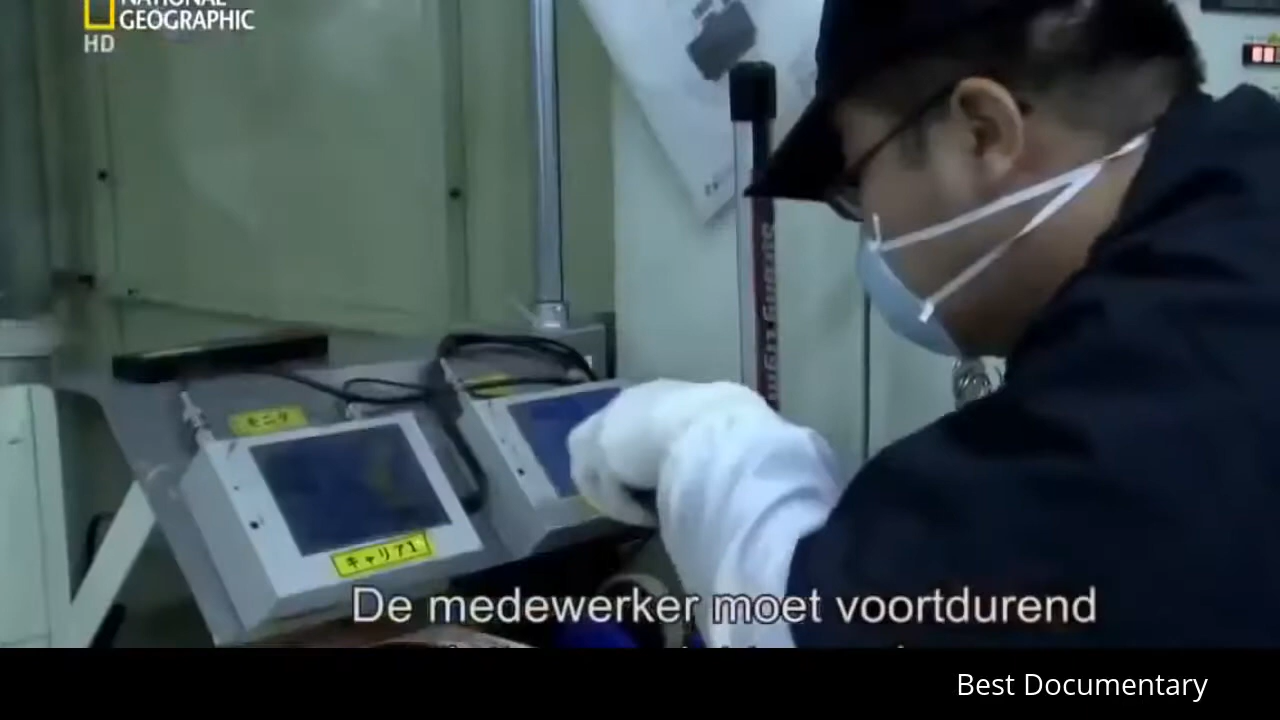 NATIONAL
GEOGRAPHIC
HD
モニタ
キャリア1
De medewerker moet voortdurend
Best Documentary